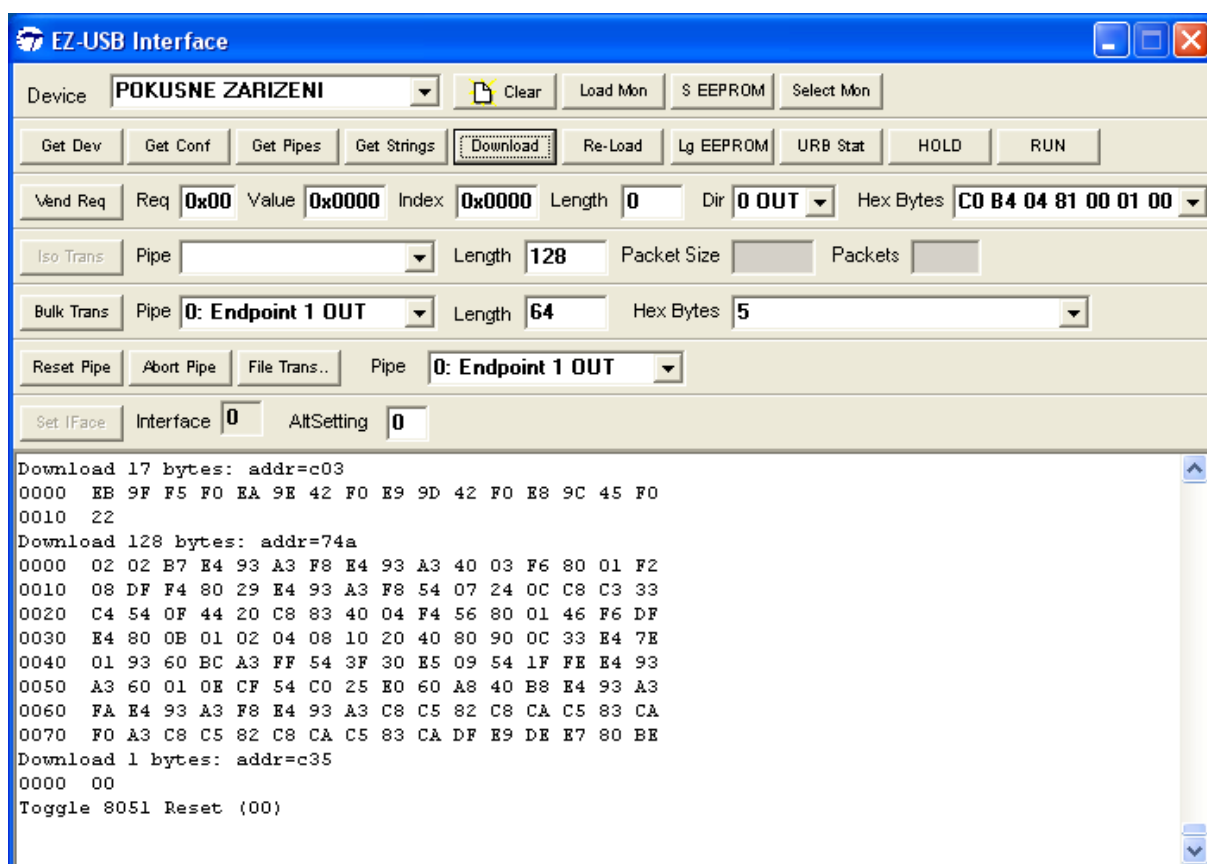 EZ-USB Interface
Device POKUSNE ZARIZENI Clear Load Mon S EEPROM Select Mon
Get Dev Get Conf Get Pipes Get Strings Download Re-Load Lg EEPROM URB Stat HOLD RUN
Vend Req Req 0x00 Value 0x0000 Index 0x0000 Length 0 Dir 0 OUT Hex Bytes C0 B4 04 81 00 01 00
Iso Trans Pipe Length 128 Packet Size Packets
Bulk Trans Pipe 0: Endpoint 1 OUT Length 64 Hex Bytes 5
Reset Pipe Abort Pipe File Trans.. Pipe 0: Endpoint 1 OUT
Set IFace Interface 0 AltSetting 0
Download 17 bytes: addr=c03
0000 EB 9F F5 F0 EA 9E 42 F0 E9 9D 42 F0 E8 9C 45 F0
0010 22
Download 128 bytes: addr=74a
0000 02 02 B7 E4 93 A3 F8 E4 93 A3 40 03 F6 80 01 F2
0010 08 DF F4 80 29 E4 93 A3 F8 54 07 24 0C C8 C3 33
0020 C4 54 0F 44 20 C8 83 40 04 F4 56 80 01 46 F6 DF
0030 E4 80 0B 01 02 04 08 10 20 40 80 90 0C 33 E4 7E
0040 01 93 60 BC A3 FF 54 3F 30 E5 09 54 1F FE E4 93
0050 A3 60 01 0E CF 54 C0 25 E0 60 A8 40 B8 E4 93 A3
0060 FA E4 93 A3 F8 E4 93 A3 C8 C5 82 C8 CA C5 83 CA
0070 F0 A3 C8 C5 82 C8 CA C5 83 CA DF E9 DE E7 80 BE
Download 1 bytes: addr=c35
0000 00
Toggle 8051 Reset (00)